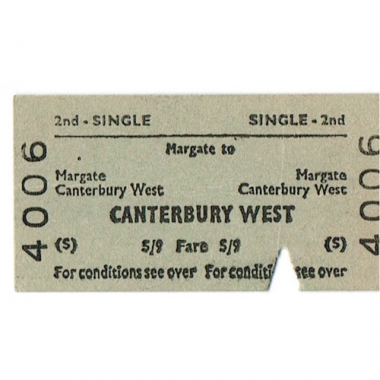 2nd - SINGLE SINGLE - 2nd
Margate to
Margate Margate
Canterbury West Canterbury West
CANTERBURY WEST
(S) 5/9 Fare 5/9 (S)
For conditions see over For conditi see over
4006
4006